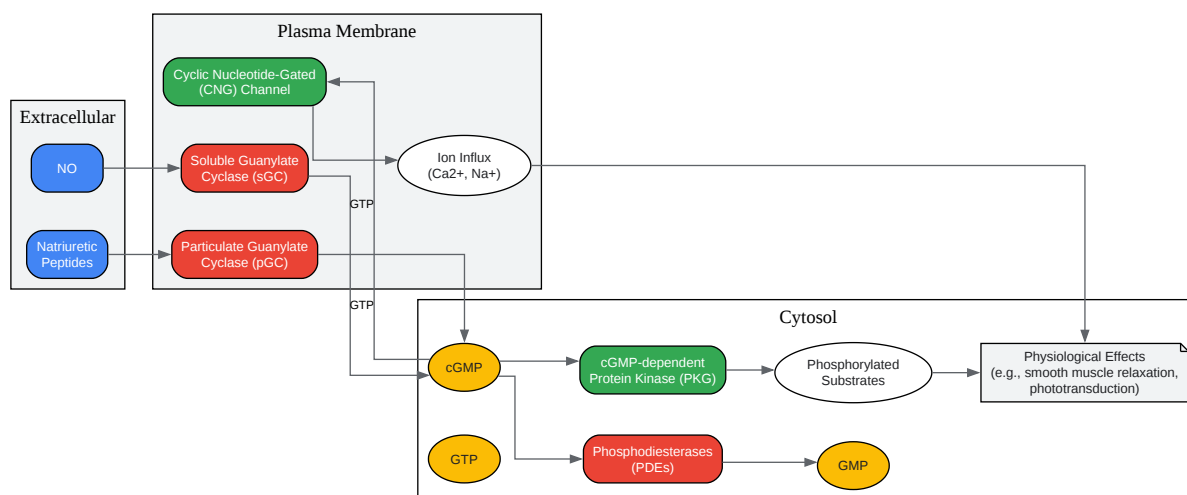 Plasma Membrane
Cyclic Nucleotide-Gated
(CNG) Channel
Extracellular
NO
Soluble Guanylate
Cyclase (sGC)
Ion Influx
(Ca2+, Na+)
GTP
Natriuretic
Peptides
Particulate Guanylate
Cyclase (pGC)
GTP
Cytosol
cGMP
cGMP-dependent
Protein Kinase (PKG)
Phosphorylated
Substrates
Physiological Effects
(e.g., smooth muscle relaxation,
phototransduction)
GTP
Phosphodiesterases
(PDEs)
GMP